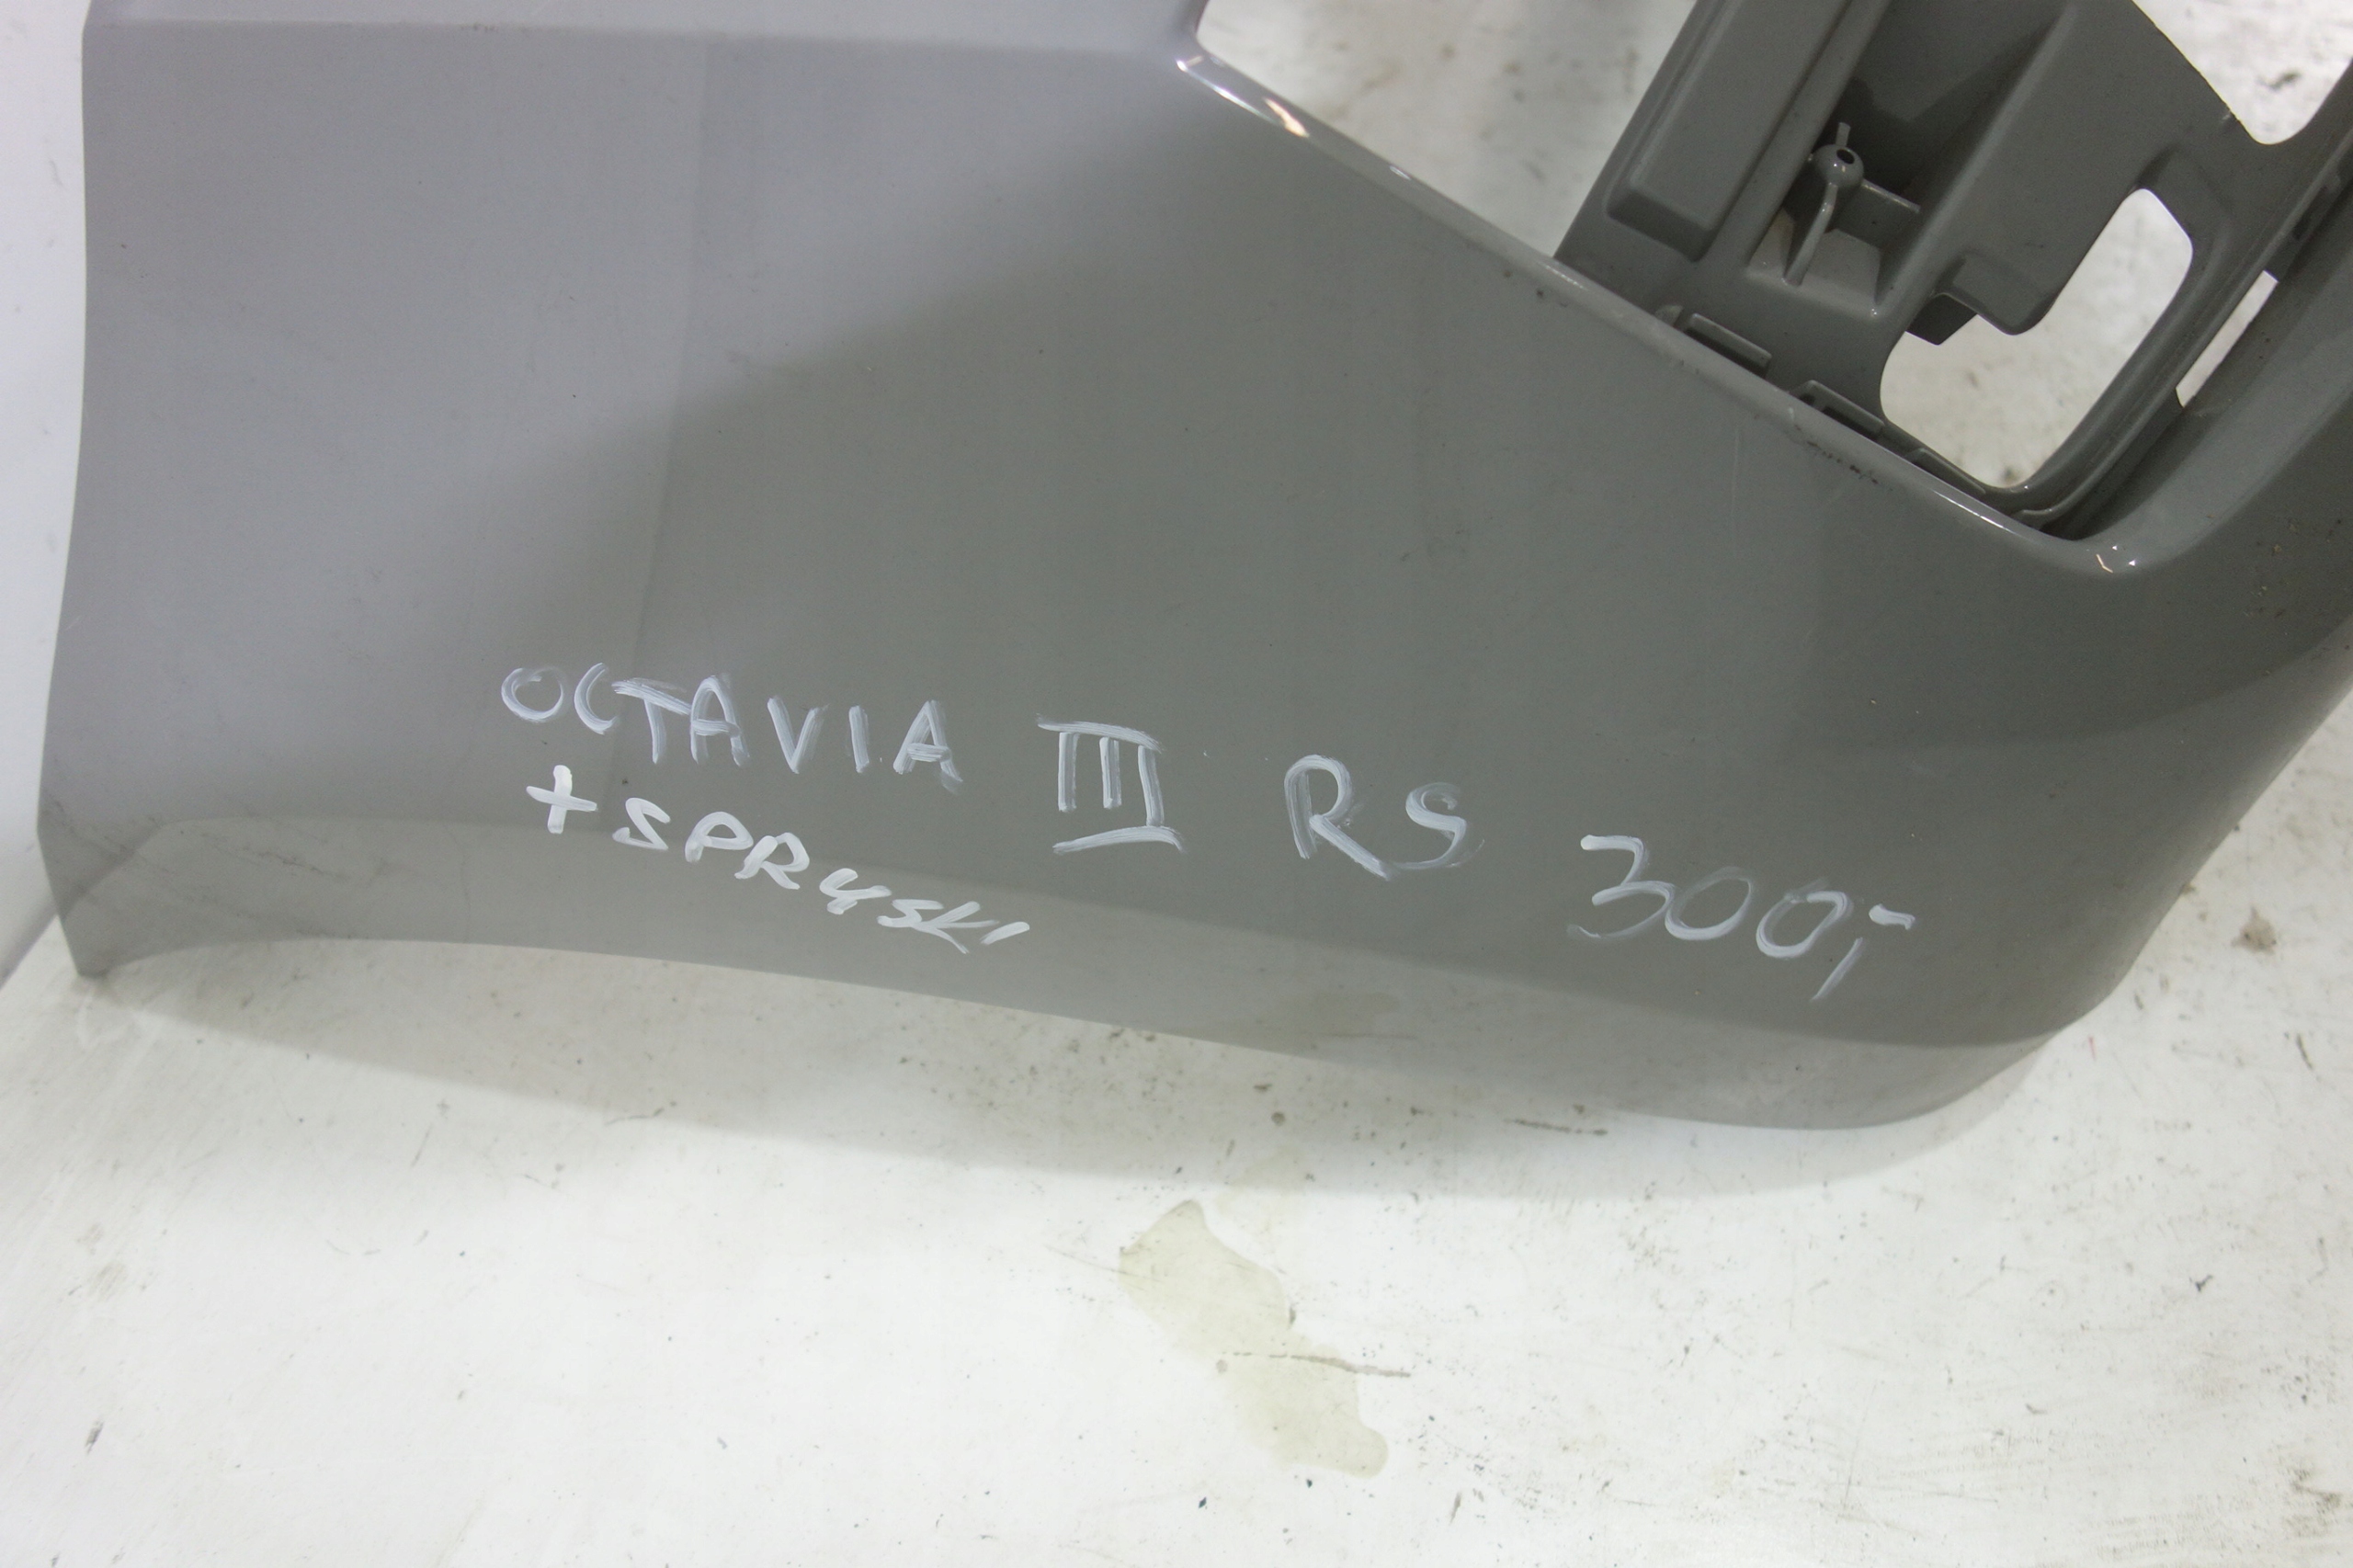 OCTAVIA III RS 300,-
+ SPRYSKI